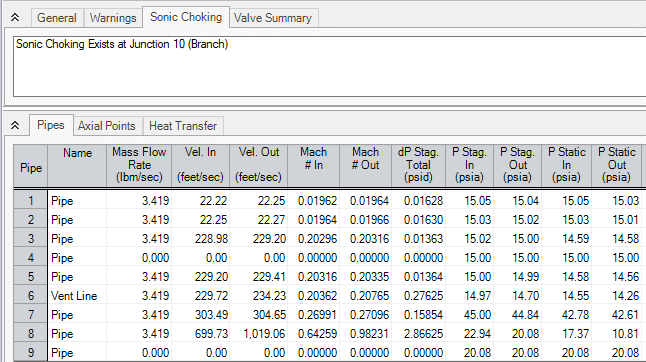 General Warnings Sonic Choking Valve Summary
Sonic Choking Exists at Junction 10 (Branch)
Pipes Axial Points Heat Transfer
Pipe Name Mass Flow Rate (lbm/sec) Vel. In (feet/sec) Vel. Out (feet/sec) Mach # In Mach # Out dP Stag. Total (psid) P Stag. In (psia) P Stag. Out (psia) P Static In (psia) P Static Out (psia)
1 Pipe 3.419 22.22 22.25 0.01962 0.01964 0.01628 15.05 15.04 15.05 15.03
2 Pipe 3.419 22.25 22.27 0.01964 0.01966 0.01630 15.03 15.02 15.03 15.01
3 Pipe 3.419 228.98 229.20 0.20296 0.20316 0.01363 15.02 15.00 14.59 14.58
4 Pipe 0.000 0.00 0.00 0.00000 0.00000 0.00000 15.00 15.00 15.00 15.00
5 Pipe 3.419 229.20 229.41 0.20316 0.20335 0.01364 15.00 14.99 14.58 14.56
6 Vent Line 3.419 229.72 234.23 0.20362 0.20765 0.27625 14.97 14.70 14.55 14.26
7 Pipe 3.419 303.49 304.65 0.26991 0.27096 0.15854 45.00 44.84 42.78 42.61
8 Pipe 3.419 699.73 1,019.06 0.64259 0.98231 2.86625 22.94 20.08 17.37 10.81
9 Pipe 0.000 0.00 0.00 0.00000 0.00000 0.00000 20.08 20.08 20.08 20.08